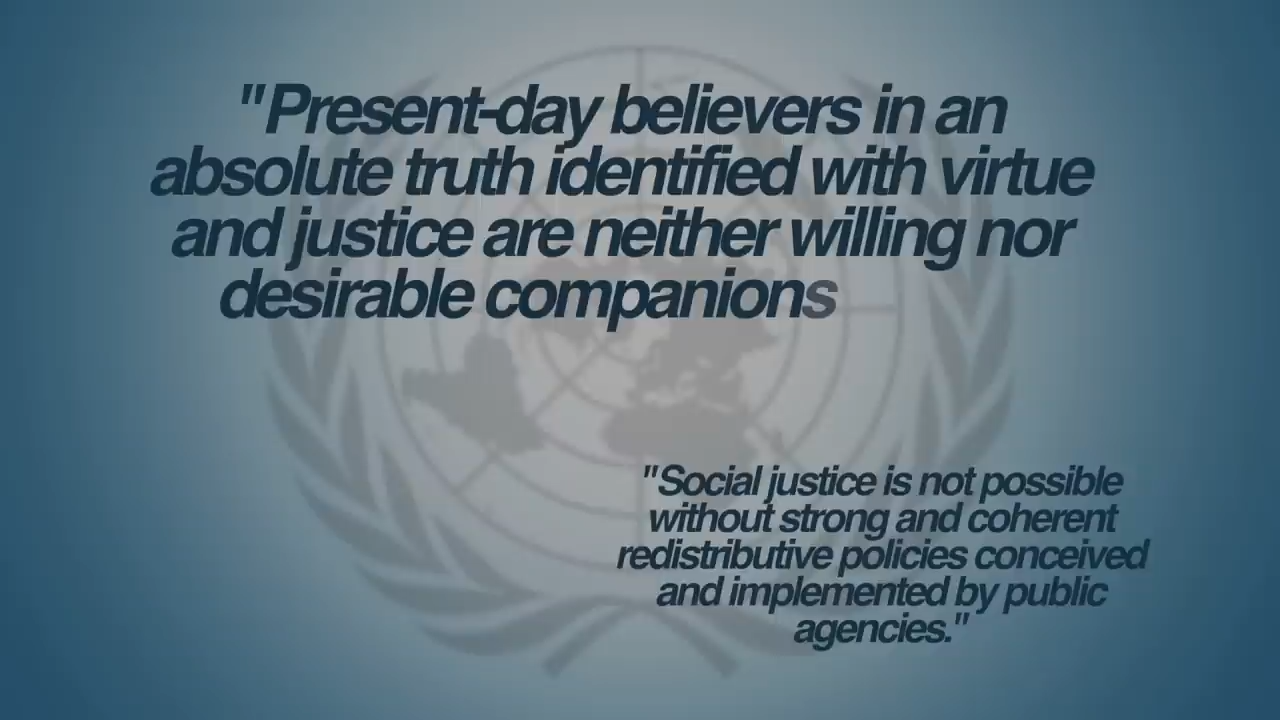 "Present-day believers in an
absolute truth identified with virtue
and justice are neither willing nor
desirable companions
"Social justice is not possible
without strong and coherent
redistributive policies conceived
and implemented by public
agencies."